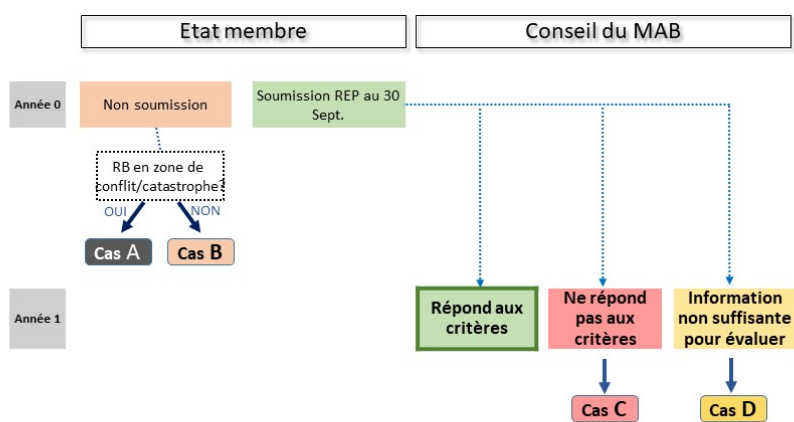 Etat membre
Conseil du MAB
Année 0
Non soumission
Soumission REP au 30
Sept.
RB en zone de
conflit/catastrophe?
OUI
NON
Cas A
Cas B
Année 1
Répond aux
critères
Ne répond
pas aux
critères
Information
non suffisante
pour évaluer
Cas C
Cas D